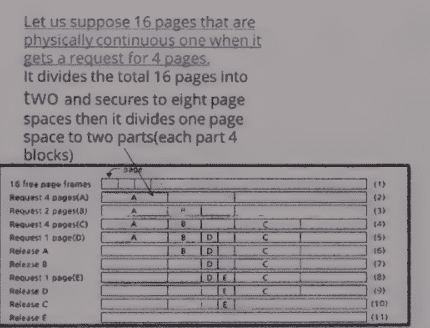 Let us suppose 16 pages that are
physically continuous one when it
gets a request for 4 pages.
It divides the total 16 pages into
two and secures to eight page
spaces then it divides one page
space to two parts(each part 4
blocks)
page
16 free page frames (1)
Request 4 pages(A) A (2)
Request 2 pages(B) A B (3)
Request 4 pages(C) A B C (4)
Request 1 page(D) A B D C (5)
Release A B D C (6)
Release B D C (7)
Request 1 page(E) D E C (8)
Release D E C (9)
Release C E (10)
Release E (11)